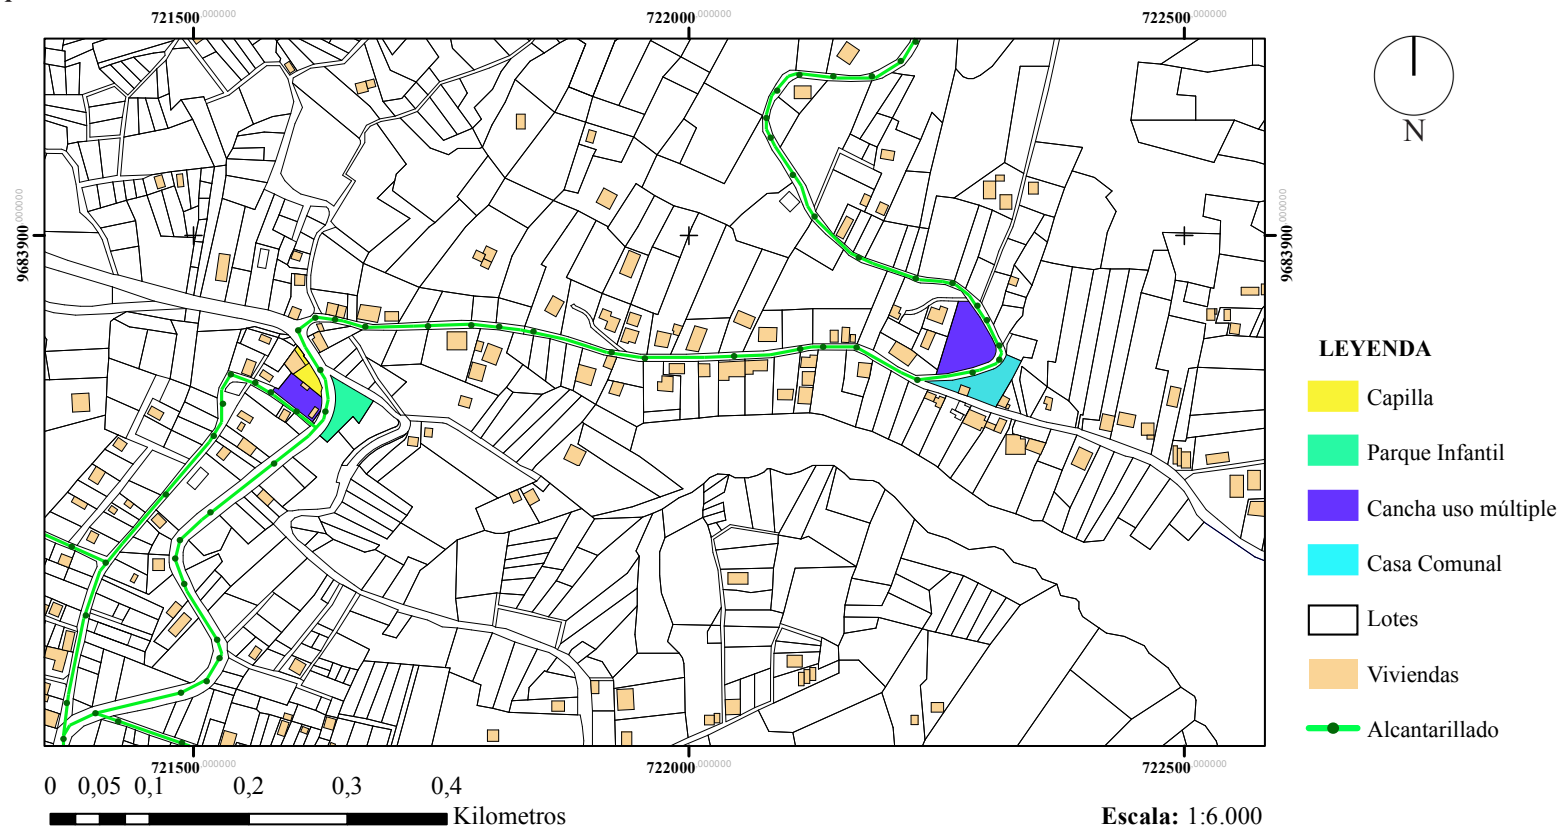 721500,000000 722000,000000 722500,000000
N
9683900,000000
9683900,000000
LEYENDA
Capilla
Parque Infantil
Cancha uso múltiple
Casa Comunal
Lotes
Viviendas
Alcantarillado
721500,000000 722000,000000 722500,000000
0 0,05 0,1 0,2 0,3 0,4
Kilometros
Escala: 1:6.000